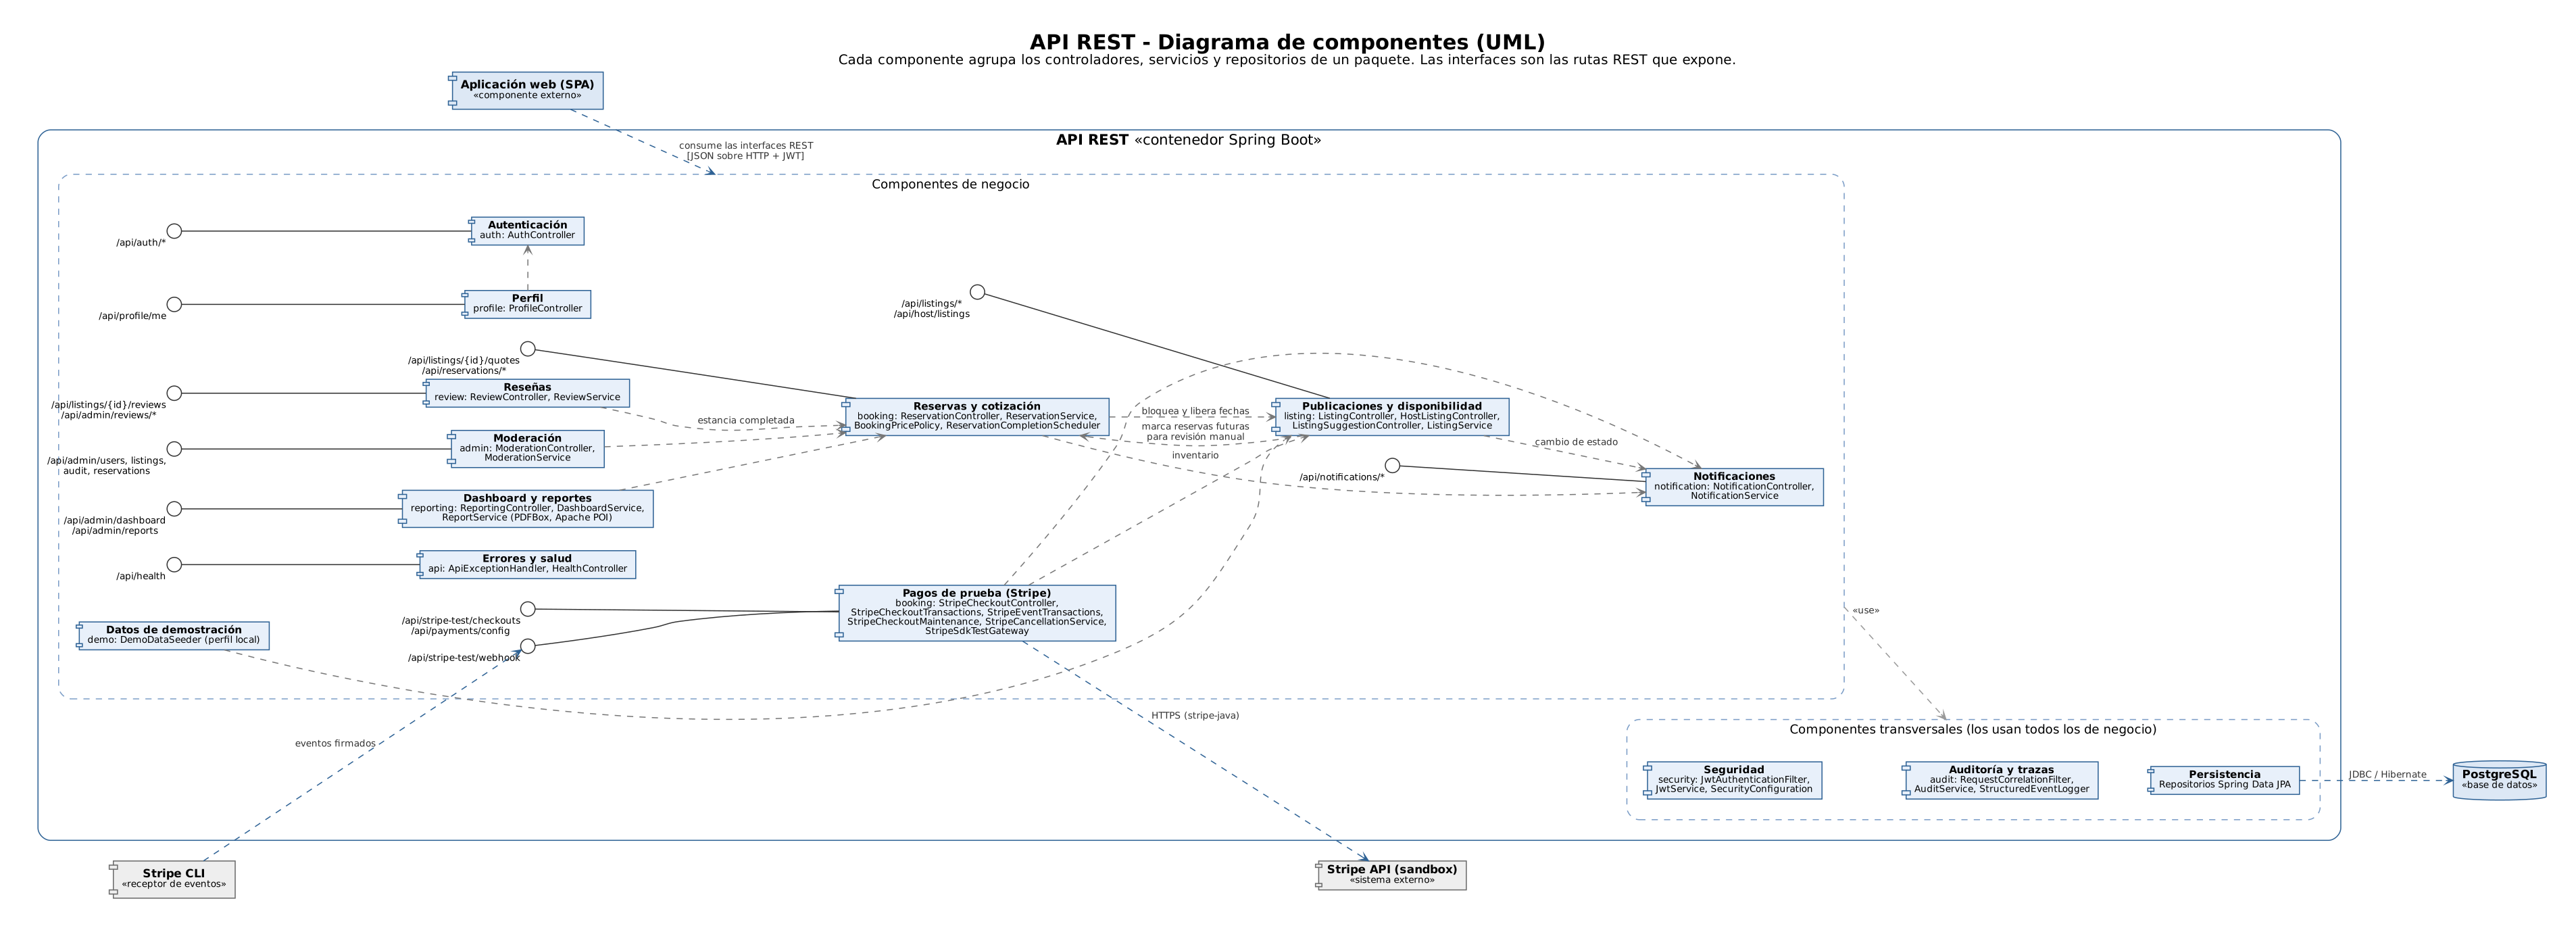 API REST - Diagrama de componentes (UML)
Cada componente agrupa los controladores, servicios y repositorios de un paquete. Las interfaces son las rutas REST que expone.
Aplicación web (SPA)
«componente externo»
API REST «contenedor Spring Boot»
consume las interfaces REST
[JSON sobre HTTP + JWT]
Componentes de negocio
Autenticación
auth: AuthController
/api/auth/*
Perfil
profile: ProfileController
/api/profile/me
/api/listings/*
/api/host/listings
/api/listings/{id}/quotes
/api/reservations/*
Reseñas
review: ReviewController, ReviewService
/api/listings/{id}/reviews
/api/admin/reviews/*
estancia completada
Reservas y cotización
booking: ReservationController, ReservationService,
BookingPricePolicy, ReservationCompletionScheduler
bloquea y libera fechas
marca reservas futuras
para revisión manual
inventario
Publicaciones y disponibilidad
listing: ListingController, HostListingController,
ListingSuggestionController, ListingService
cambio de estado
Moderación
admin: ModerationController,
ModerationService
/api/admin/users, listings,
audit, reservations
/api/notifications/*
Notificaciones
notification: NotificationController,
NotificationService
Dashboard y reportes
reporting: ReportingController, DashboardService,
ReportService (PDFBox, Apache POI)
/api/admin/dashboard
/api/admin/reports
Errores y salud
api: ApiExceptionHandler, HealthController
/api/health
Pagos de prueba (Stripe)
booking: StripeCheckoutController,
StripeCheckoutTransactions, StripeEventTransactions,
StripeCheckoutMaintenance, StripeCancellationService,
StripeSdkTestGateway
/api/stripe-test/checkouts
/api/payments/config
/api/stripe-test/webhook
Datos de demostración
demo: DemoDataSeeder (perfil local)
«use»
HTTPS (stripe-java)
eventos firmados
Componentes transversales (los usan todos los de negocio)
Seguridad
security: JwtAuthenticationFilter,
JwtService, SecurityConfiguration
Auditoría y trazas
audit: RequestCorrelationFilter,
AuditService, StructuredEventLogger
Persistencia
Repositorios Spring Data JPA
JDBC / Hibernate
PostgreSQL
«base de datos»
Stripe CLI
«receptor de eventos»
Stripe API (sandbox)
«sistema externo»